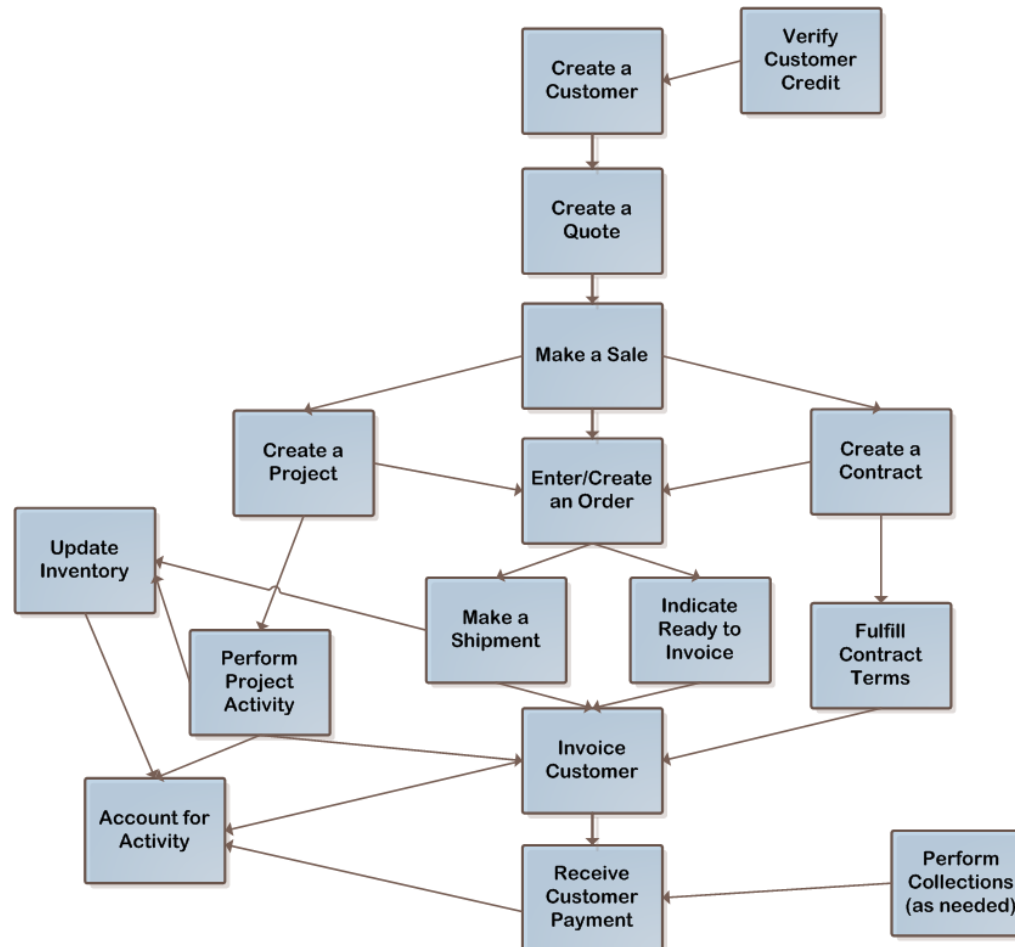 Create a
Customer
Verify
Customer
Credit
Create a
Quote
Make a Sale
Create a
Project
Enter/Create
an Order
Create a
Contract
Update
Inventory
Make a
Shipment
Indicate
Ready to
Invoice
Fulfill
Contract
Terms
Perform
Project
Activity
Invoice
Customer
Account for
Activity
Receive
Customer
Payment
Perform
Collections
(as needed)